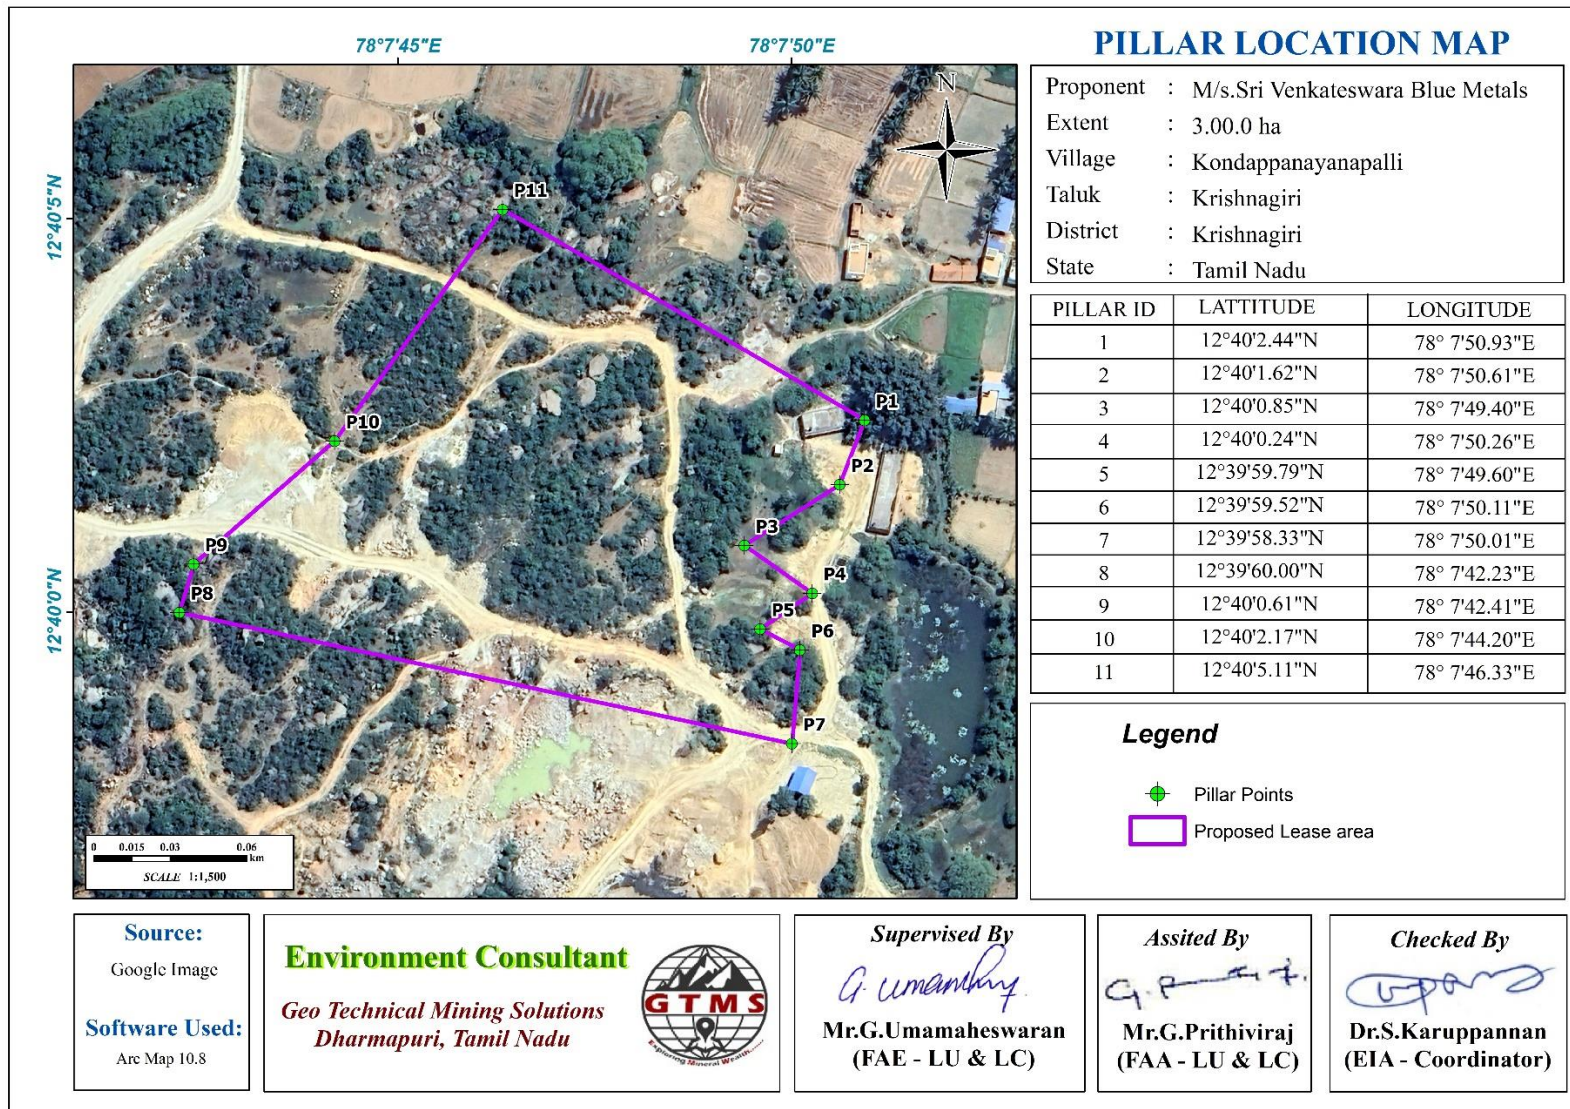 PILLAR LOCATION MAP
78°7'45"E
78°7'50"E
12°40'5"N
12°40'0"N
N
P11
P1
P10
P2
P3
P9
P4
P8
P5
P6
P7
0 0.015 0.03 0.06
km
SCALE 1:1,500
Proponent : M/s.Sri Venkateswara Blue Metals
Extent : 3.00.0 ha
Village : Kondappanayanapalli
Taluk : Krishnagiri
District : Krishnagiri
State : Tamil Nadu
PILLAR ID LATTITUDE LONGITUDE
1 12°40'2.44"N 78° 7'50.93"E
2 12°40'1.62"N 78° 7'50.61"E
3 12°40'0.85"N 78° 7'49.40"E
4 12°40'0.24"N 78° 7'50.26"E
5 12°39'59.79"N 78° 7'49.60"E
6 12°39'59.52"N 78° 7'50.11"E
7 12°39'58.33"N 78° 7'50.01"E
8 12°39'60.00"N 78° 7'42.23"E
9 12°40'0.61"N 78° 7'42.41"E
10 12°40'2.17"N 78° 7'44.20"E
11 12°40'5.11"N 78° 7'46.33"E
Legend
Pillar Points
Proposed Lease area
Source:
Google Image
Software Used:
Arc Map 10.8
Environment Consultant
Geo Technical Mining Solutions
Dharmapuri, Tamil Nadu
GTMS
Exploring Mineral Wealth......
Supervised By
Mr.G.Umamaheswaran
(FAE - LU & LC)
Assited By
Mr.G.Prithiviraj
(FAA - LU & LC)
Checked By
Dr.S.Karuppannan
(EIA - Coordinator)